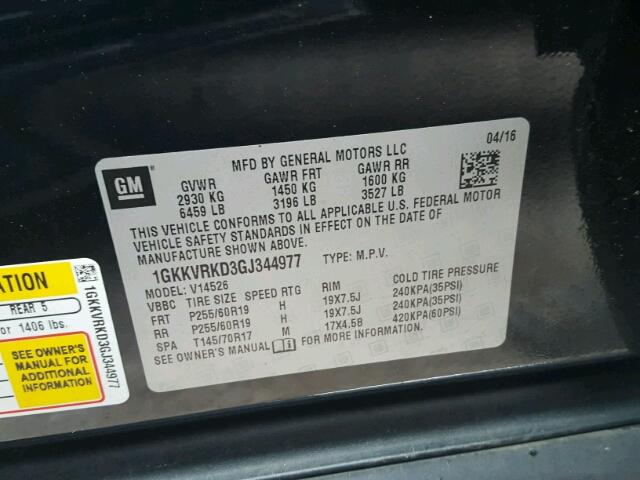 04/16
MFD BY GENERAL MOTORS LLC
GM
GVWR GAWR FRT GAWR RR
2930 KG 1450 KG 1600 KG
6459 LB 3196 LB 3527 LB
THIS VEHICLE CONFORMS TO ALL APPLICABLE U.S. FEDERAL MOTOR
VEHICLE SAFETY STANDARDS IN EFFECT ON THE DATE OF
MANUFACTURE SHOWN ABOVE.
1GKKVRKD3GJ344977 TYPE: M.P.V.
MODEL: V14526
VBBC TIRE SIZE SPEED RTG RIM COLD TIRE PRESSURE
FRT P255/60R19 H 19X7.5J 240KPA(35PSI)
RR P255/60R19 H 19X7.5J 240KPA(35PSI)
SPA T145/70R17 M 17X4.5B 420KPA(60PSI)
SEE OWNER'S MANUAL FOR MORE INFORMATION.
ATION
REAR 5
or 1406 lbs.
SEE OWNER'S
MANUAL FOR
ADDITIONAL
INFORMATION
1GKKVRKD3GJ344977